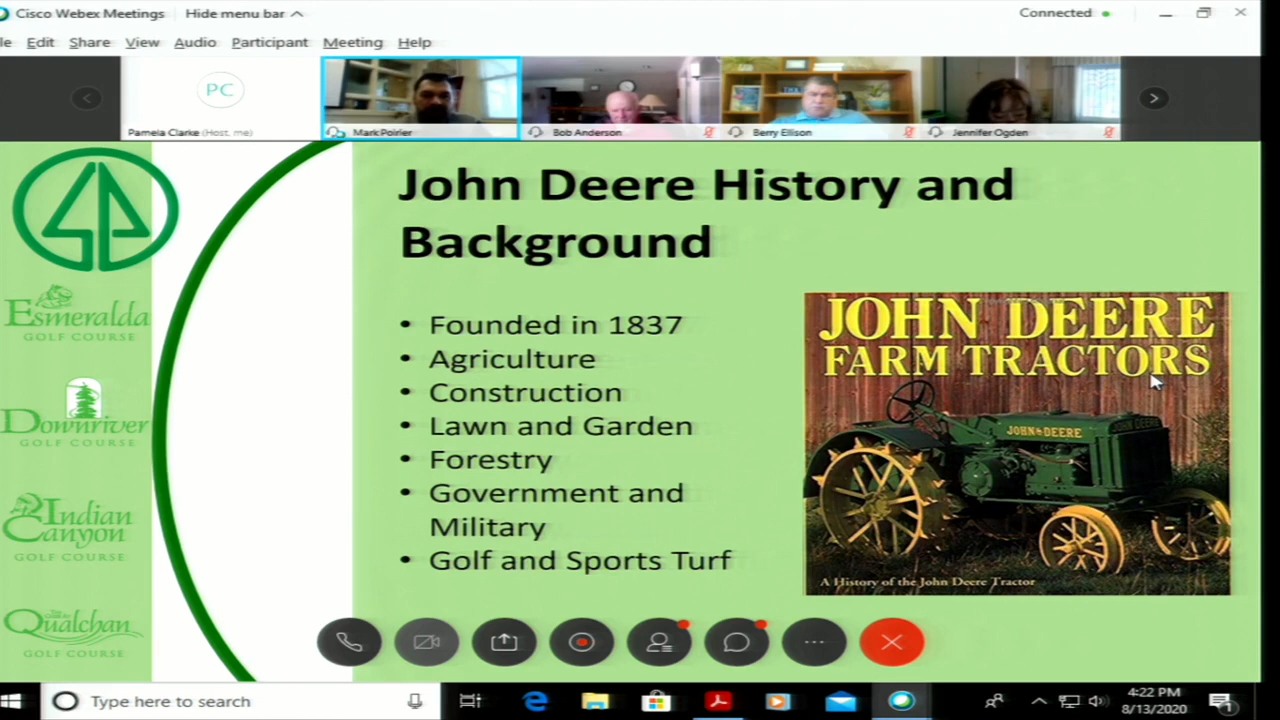 Cisco Webex Meetings Hide menu bar Connected
le Edit Share View Audio Participant Meeting Help
PC
Pamela Clarke (Host, me) Mark Poirier Bob Anderson Berry Ellison Jennifer Ogden
John Deere History and
Background
• Founded in 1837
• Agriculture
• Construction
• Lawn and Garden
• Forestry
• Government and
Military
• Golf and Sports Turf
JOHN DEERE
FARM TRACTORS
JOHN DEERE
JOHN DEERE
A History of the John Deere Tractor
Esmeralda
GOLF COURSE
Downriver
GOLF COURSE
Indian
Canyon
GOLF COURSE
Qualchan
GOLF COURSE
Type here to search
4:22 PM
8/13/2020
1